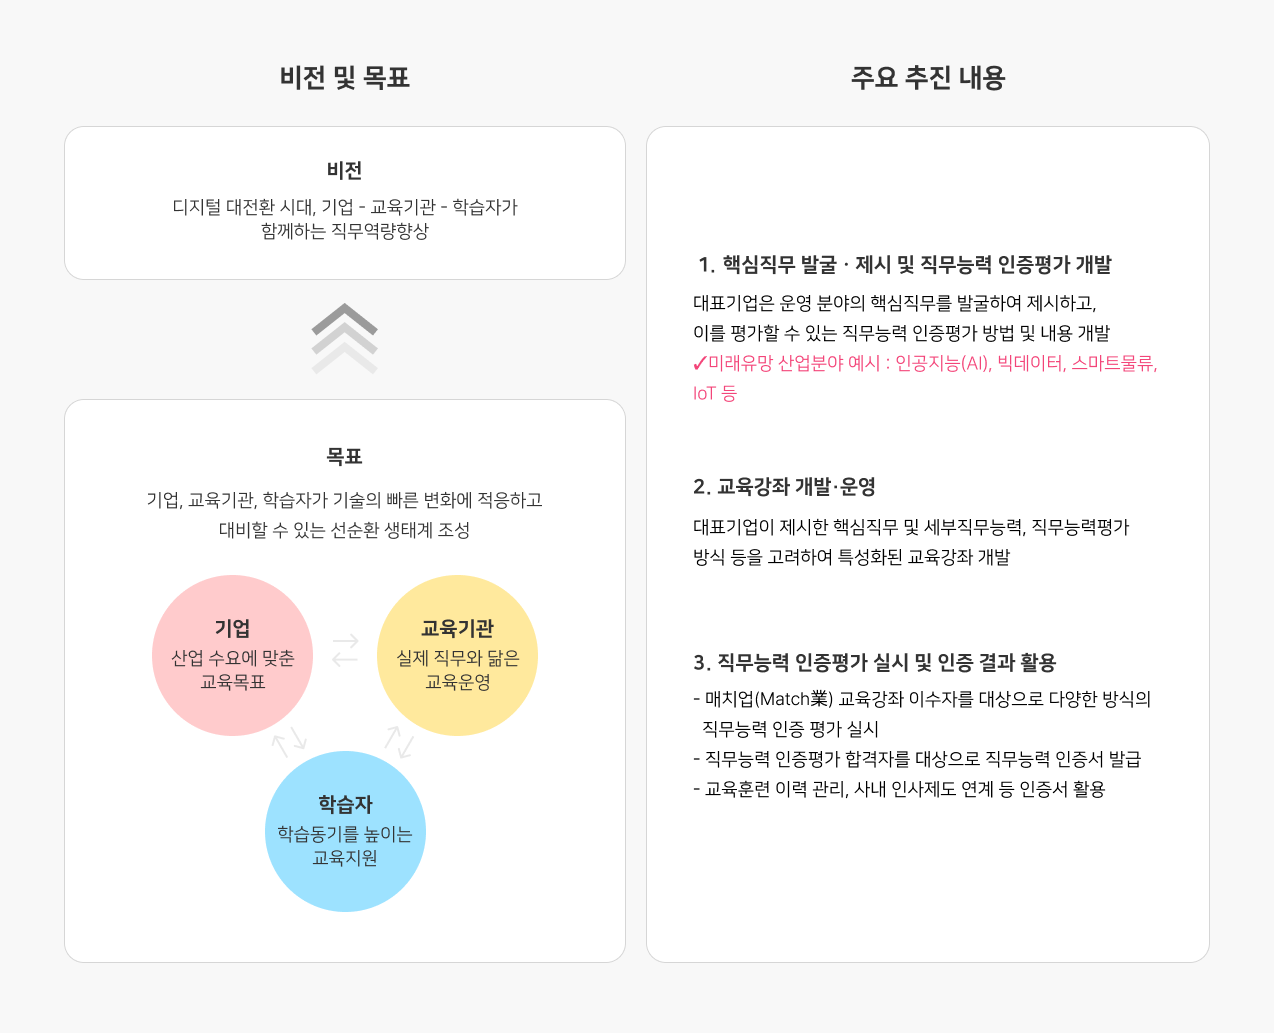 비전 및 목표
비전
디지털 대전환 시대, 기업 - 교육기관 - 학습자가
함께하는 직무역량향상
목표
기업, 교육기관, 학습자가 기술의 빠른 변화에 적응하고
대비할 수 있는 선순환 생태계 조성
기업
산업 수요에 맞춘
교육목표
교육기관
실제 직무와 닮은
교육운영
학습자
학습동기를 높이는
교육지원
주요 추진 내용
1. 핵심직무 발굴 · 제시 및 직무능력 인증평가 개발
대표기업은 운영 분야의 핵심직무를 발굴하여 제시하고,
이를 평가할 수 있는 직무능력 인증평가 방법 및 내용 개발
✓미래유망 산업분야 예시 : 인공지능(AI), 빅데이터, 스마트물류,
IoT 등
2. 교육강좌 개발·운영
대표기업이 제시한 핵심직무 및 세부직무능력, 직무능력평가
방식 등을 고려하여 특성화된 교육강좌 개발
3. 직무능력 인증평가 실시 및 인증 결과 활용
- 매치업(Match業) 교육강좌 이수자를 대상으로 다양한 방식의
직무능력 인증 평가 실시
- 직무능력 인증평가 합격자를 대상으로 직무능력 인증서 발급
- 교육훈련 이력 관리, 사내 인사제도 연계 등 인증서 활용